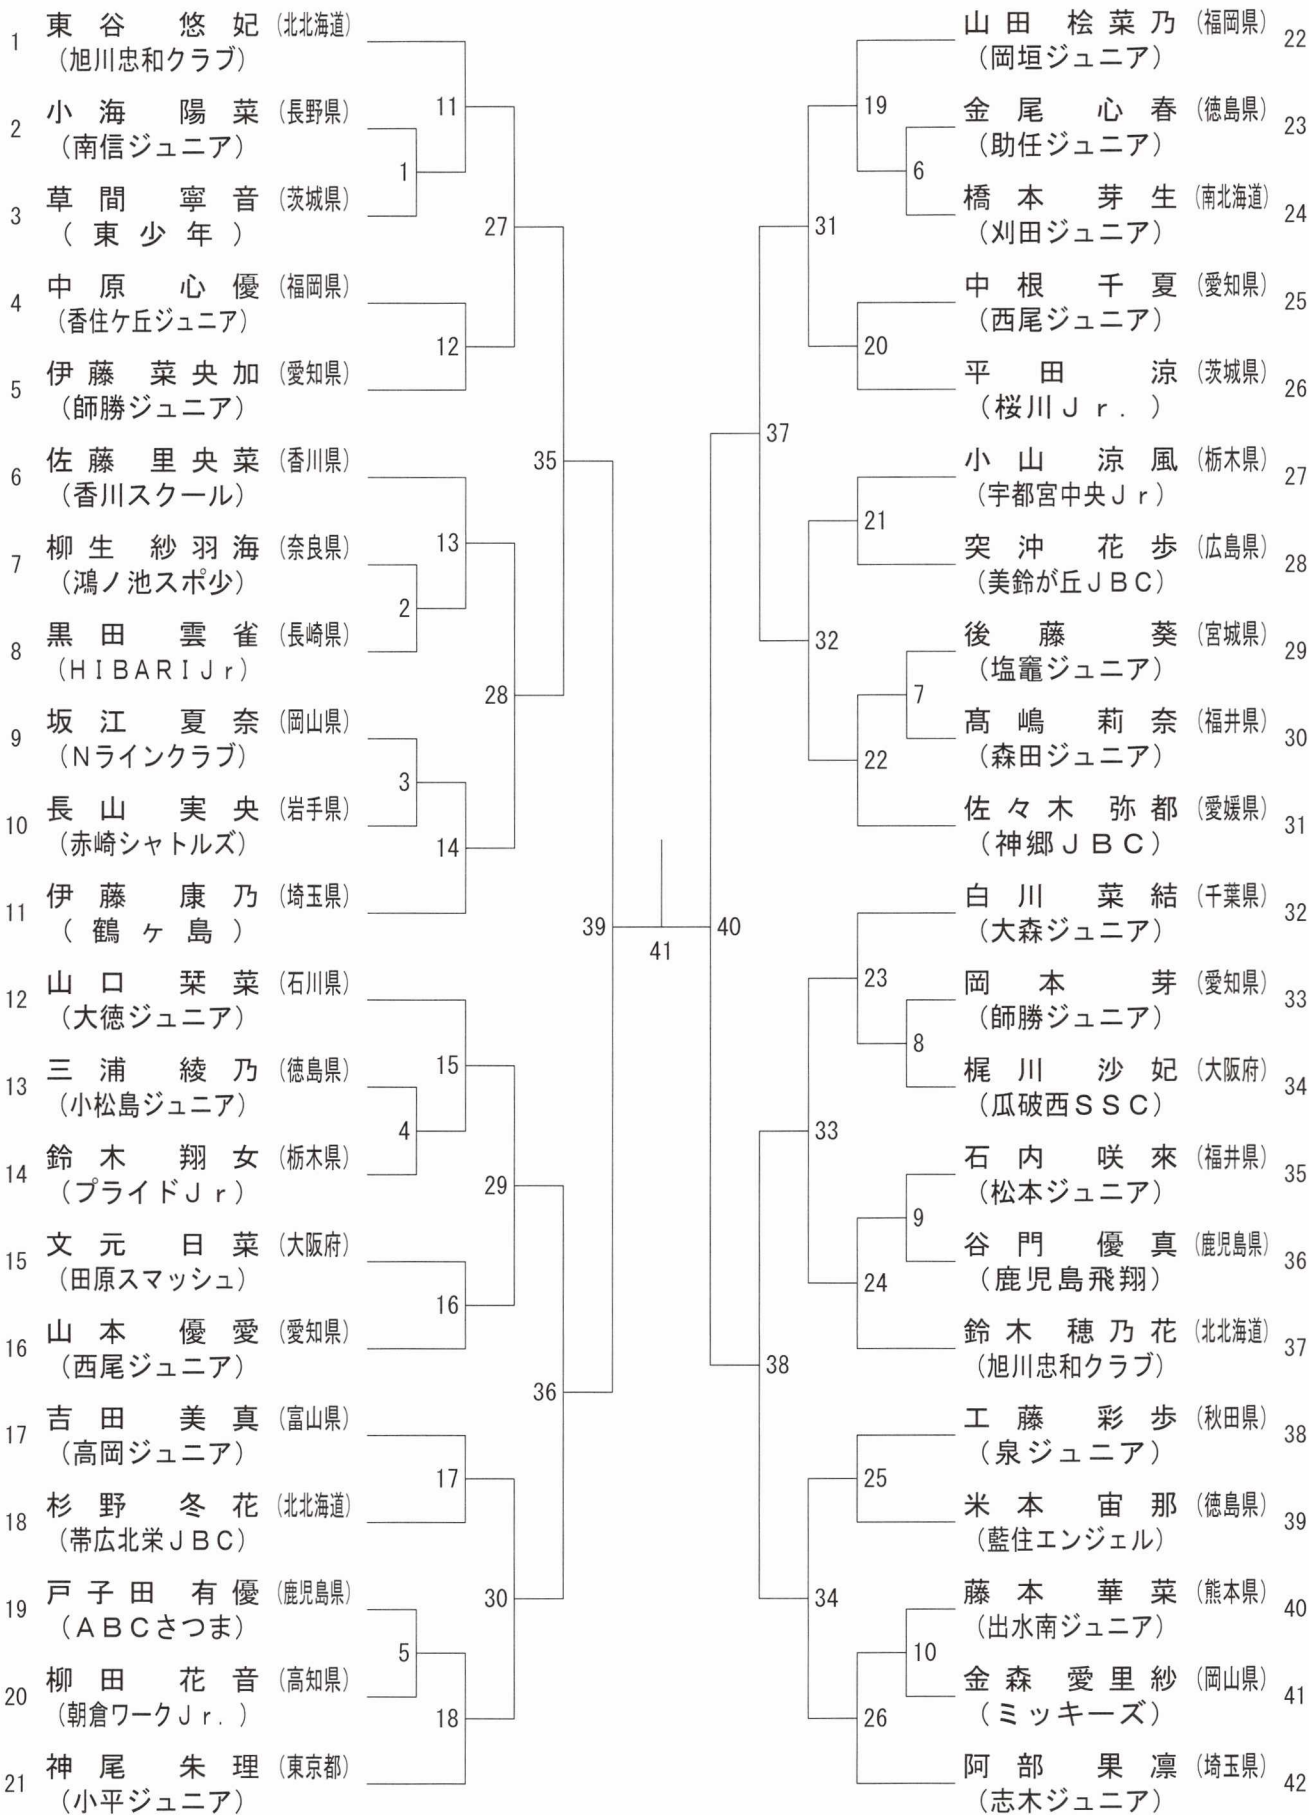 1 東谷 悠妃 (北北海道)
(旭川忠和クラブ)
2 小海 陽菜 (長野県)
(南信ジュニア)
3 草間 寧音 (茨城県)
(東少年)
4 中原 心優 (福岡県)
(香住ケ丘ジュニア)
5 伊藤 菜央加 (愛知県)
(師勝ジュニア)
6 佐藤 里央菜 (香川県)
(香川スクール)
7 柳生 紗羽海 (奈良県)
(鴻ノ池スポ少)
8 黒田 雲雀 (長崎県)
(HIBARIJr)
9 坂江 夏奈 (岡山県)
(Nラインクラブ)
10 長山 実央 (岩手県)
(赤崎シャトルズ)
11 伊藤 康乃 (埼玉県)
(鶴ヶ島)
12 山口 栞菜 (石川県)
(大徳ジュニア)
13 三浦 綾乃 (徳島県)
(小松島ジュニア)
14 鈴木 翔女 (栃木県)
(プライドJr)
15 文元 日菜 (大阪府)
(田原スマッシュ)
16 山本 優愛 (愛知県)
(西尾ジュニア)
17 吉田 美真 (富山県)
(高岡ジュニア)
18 杉野 冬花 (北北海道)
(帯広北栄JBC)
19 戸子田 有優 (鹿児島県)
(ABCさつま)
20 柳田 花音 (高知県)
(朝倉ワークJr.)
21 神尾 朱理 (東京都)
(小平ジュニア)
1
2
3
4
5
11
12
13
14
15
16
17
18
27
28
29
30
35
36
39
41
40
37
38
31
32
33
34
19
20
21
22
23
24
25
26
6
7
8
9
10
山田 桧菜乃 (福岡県) 22
(岡垣ジュニア)
金尾 心春 (徳島県) 23
(助任ジュニア)
橋本 芽生 (南北海道) 24
(刈田ジュニア)
中根 千夏 (愛知県) 25
(西尾ジュニア)
平田 涼 (茨城県) 26
(桜川Jr.)
小山 涼風 (栃木県) 27
(宇都宮中央Jr)
突沖 花歩 (広島県) 28
(美鈴が丘JBC)
後藤 葵 (宮城県) 29
(塩竈ジュニア)
髙嶋 莉奈 (福井県) 30
(森田ジュニア)
佐々木 弥都 (愛媛県) 31
(神郷JBC)
白川 菜結 (千葉県) 32
(大森ジュニア)
岡本 芽 (愛知県) 33
(師勝ジュニア)
梶川 沙妃 (大阪府) 34
(瓜破西SSC)
石内 咲來 (福井県) 35
(松本ジュニア)
谷門 優真 (鹿児島県) 36
(鹿児島飛翔)
鈴木 穂乃花 (北北海道) 37
(旭川忠和クラブ)
工藤 彩歩 (秋田県) 38
(泉ジュニア)
米本 宙那 (徳島県) 39
(藍住エンジェル)
藤本 華菜 (熊本県) 40
(出水南ジュニア)
金森 愛里紗 (岡山県) 41
(ミッキーズ)
阿部 果凛 (埼玉県) 42
(志木ジュニア)